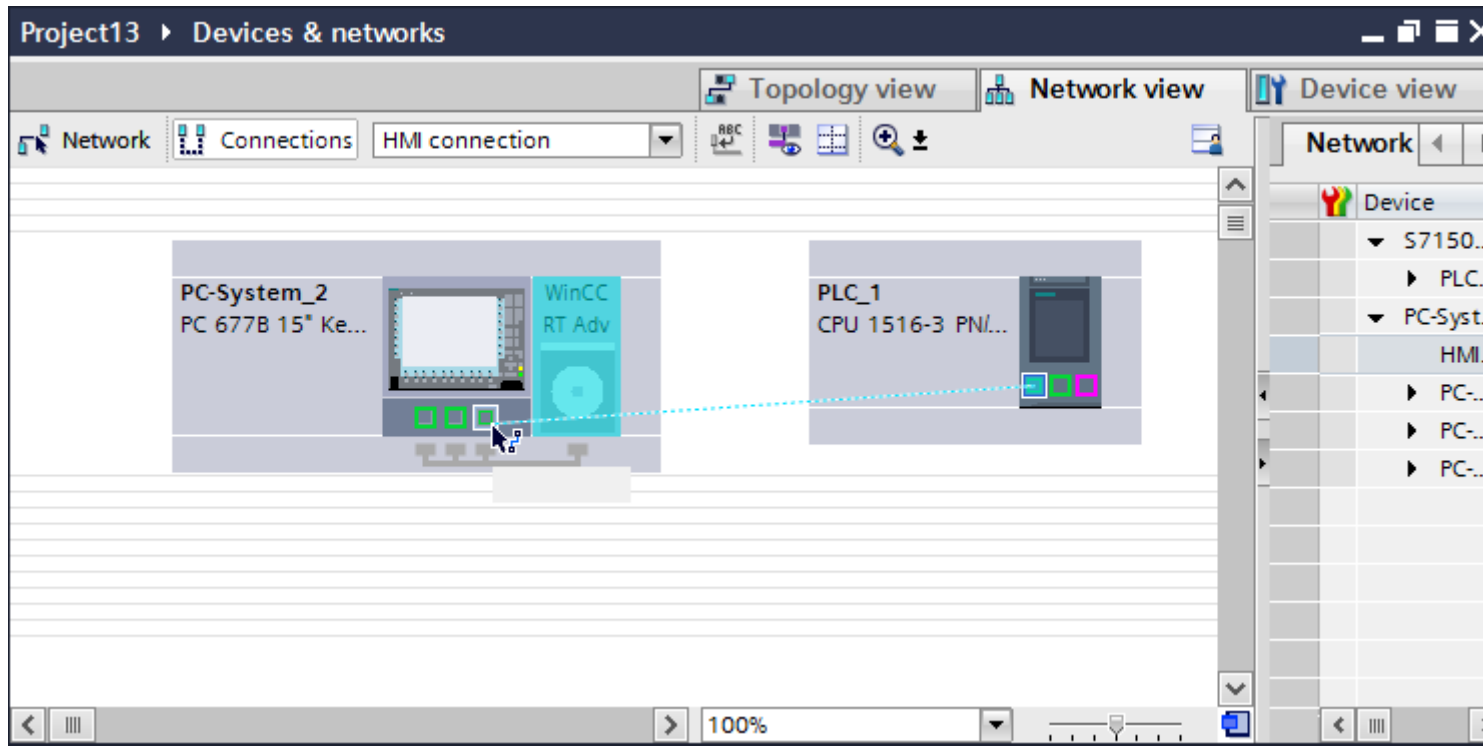 Project13 ▸ Devices & networks
Topology view
Network view
Device view
Network
Connections
HMI connection
ABC
Network
Device
S7150...
PLC...
PC-Syst...
HMI...
PC-...
PC-...
PC-...
PC-System_2
PC 677B 15" Ke...
WinCC
RT Adv
PLC_1
CPU 1516-3 PN/...
100%